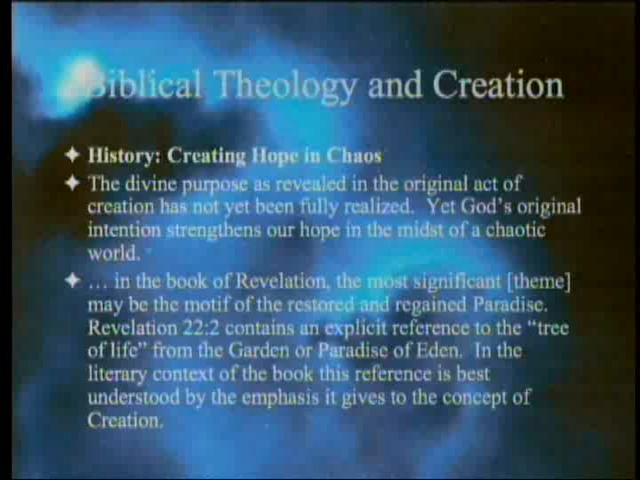 Biblical Theology and Creation
✦ History: Creating Hope in Chaos
✦ The divine purpose as revealed in the original act of
creation has not yet been fully realized. Yet God's original
intention strengthens our hope in the midst of a chaotic
world.
✦ … in the book of Revelation, the most significant [theme]
may be the motif of the restored and regained Paradise.
Revelation 22:2 contains an explicit reference to the “tree
of life” from the Garden or Paradise of Eden. In the
literary context of the book this reference is best
understood by the emphasis it gives to the concept of
Creation.